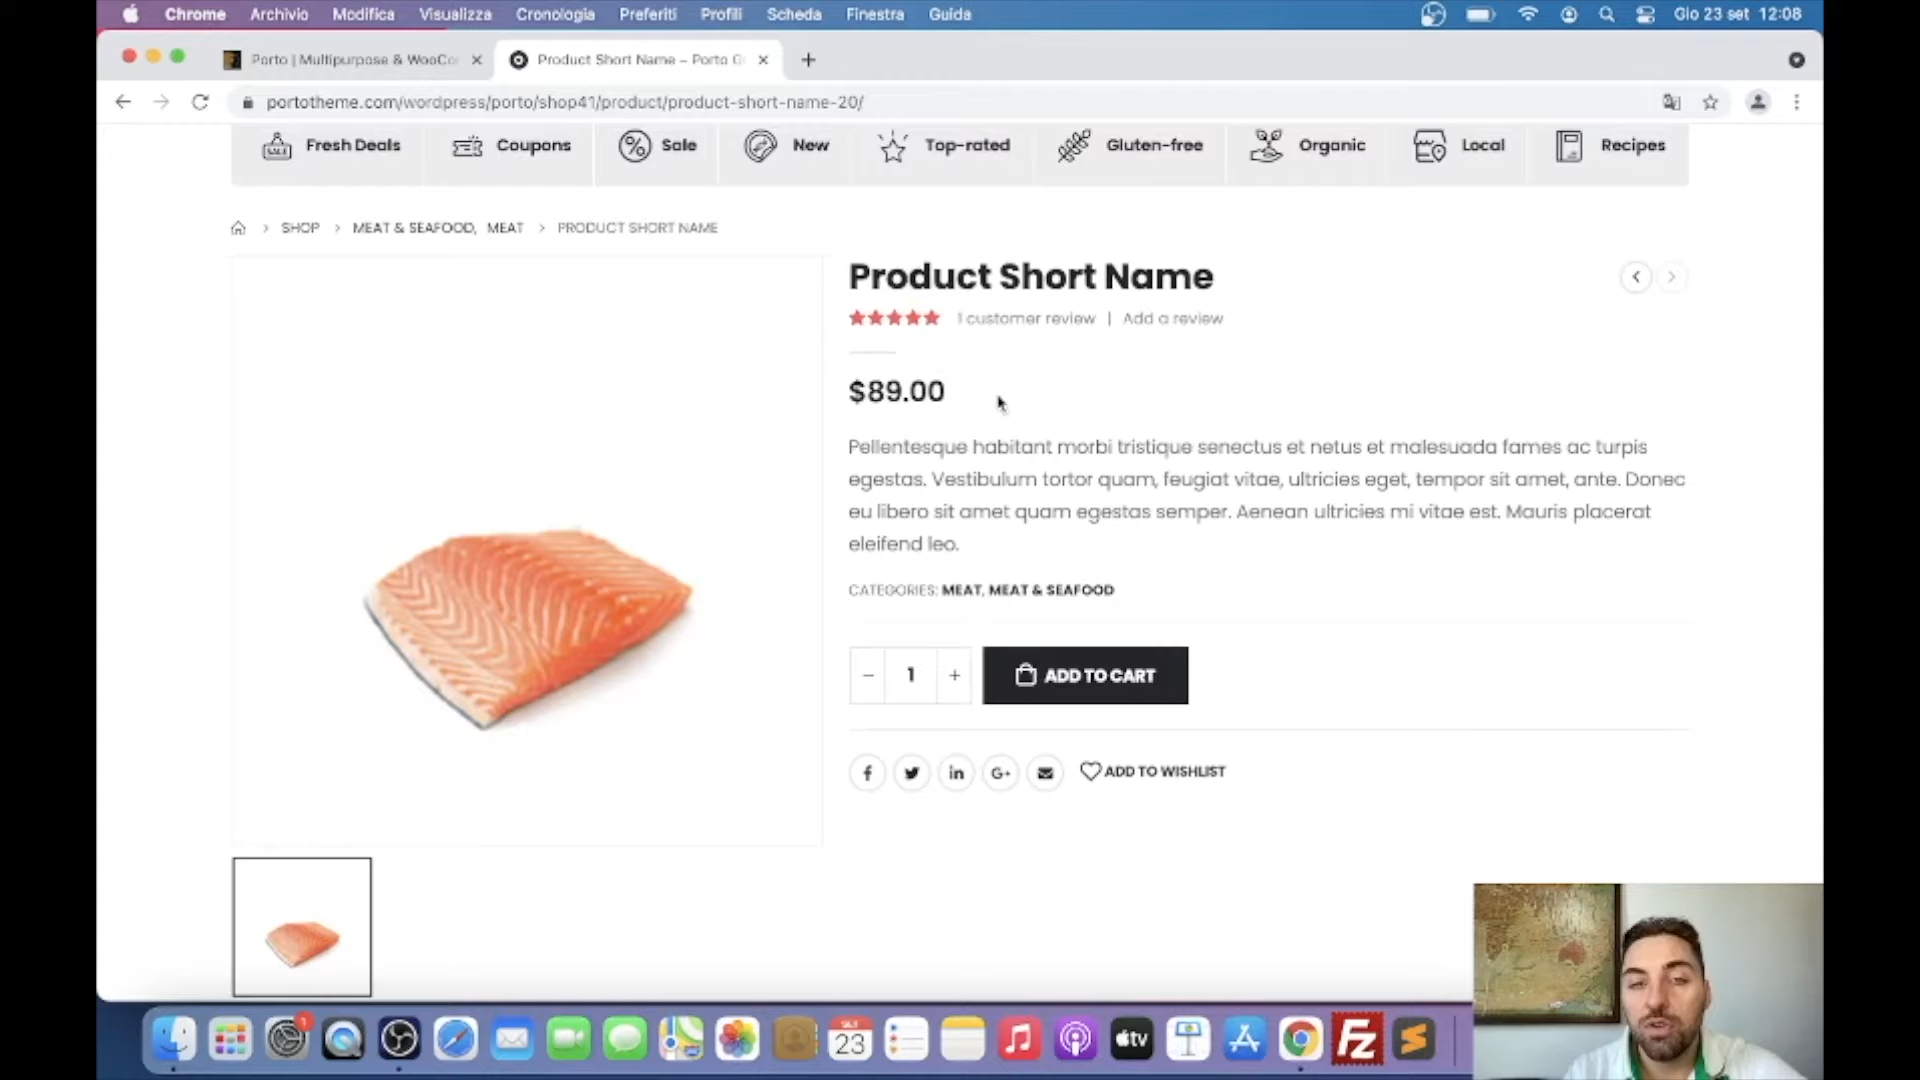 Chrome Archivio Modifica Visualizza Cronologia Preferiti Profili Scheda Finestra Guida Gio 23 set 12:08
Porto | Multipurpose & WooCo
Product Short Name – Porto G
portotheme.com/wordpress/porto/shop41/product/product-short-name-20/
SALE Fresh Deals Coupons Sale New Top-rated Gluten-free Organic Local Recipes
SHOP > MEAT & SEAFOOD, MEAT > PRODUCT SHORT NAME
Product Short Name
1 customer review | Add a review
$89.00
Pellentesque habitant morbi tristique senectus et netus et malesuada fames ac turpis
egestas. Vestibulum tortor quam, feugiat vitae, ultricies eget, tempor sit amet, ante. Donec
eu libero sit amet quam egestas semper. Aenean ultricies mi vitae est. Mauris placerat
eleifend leo.
CATEGORIES: MEAT, MEAT & SEAFOOD
− 1 + ADD TO CART
f in G+ ADD TO WISHLIST
1
SET
23
tv
FZ
S